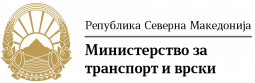 Република Северна Македонија
Министерство за
транспорт и врски